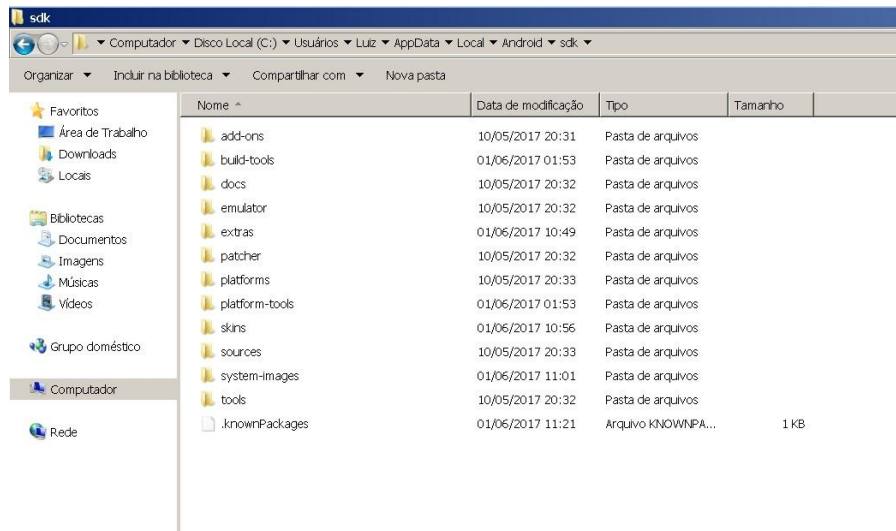 sdk
Computador Disco Local (C:) Usuários Luiz AppData Local Android sdk
Organizar Incluir na biblioteca Compartilhar com Nova pasta
Favoritos
Área de Trabalho
Downloads
Locais
Bibliotecas
Documentos
Imagens
Músicas
Vídeos
Grupo doméstico
Computador
Rede
Nome Data de modificação Tipo Tamanho
add-ons 10/05/2017 20:31 Pasta de arquivos
build-tools 01/06/2017 01:53 Pasta de arquivos
docs 10/05/2017 20:32 Pasta de arquivos
emulator 10/05/2017 20:32 Pasta de arquivos
extras 01/06/2017 10:49 Pasta de arquivos
patcher 10/05/2017 20:32 Pasta de arquivos
platforms 10/05/2017 20:33 Pasta de arquivos
platform-tools 01/06/2017 01:53 Pasta de arquivos
skins 01/06/2017 10:56 Pasta de arquivos
sources 10/05/2017 20:33 Pasta de arquivos
system-images 01/06/2017 11:01 Pasta de arquivos
tools 10/05/2017 20:32 Pasta de arquivos
.knownPackages 01/06/2017 11:21 Arquivo KNOWNPA... 1 KB